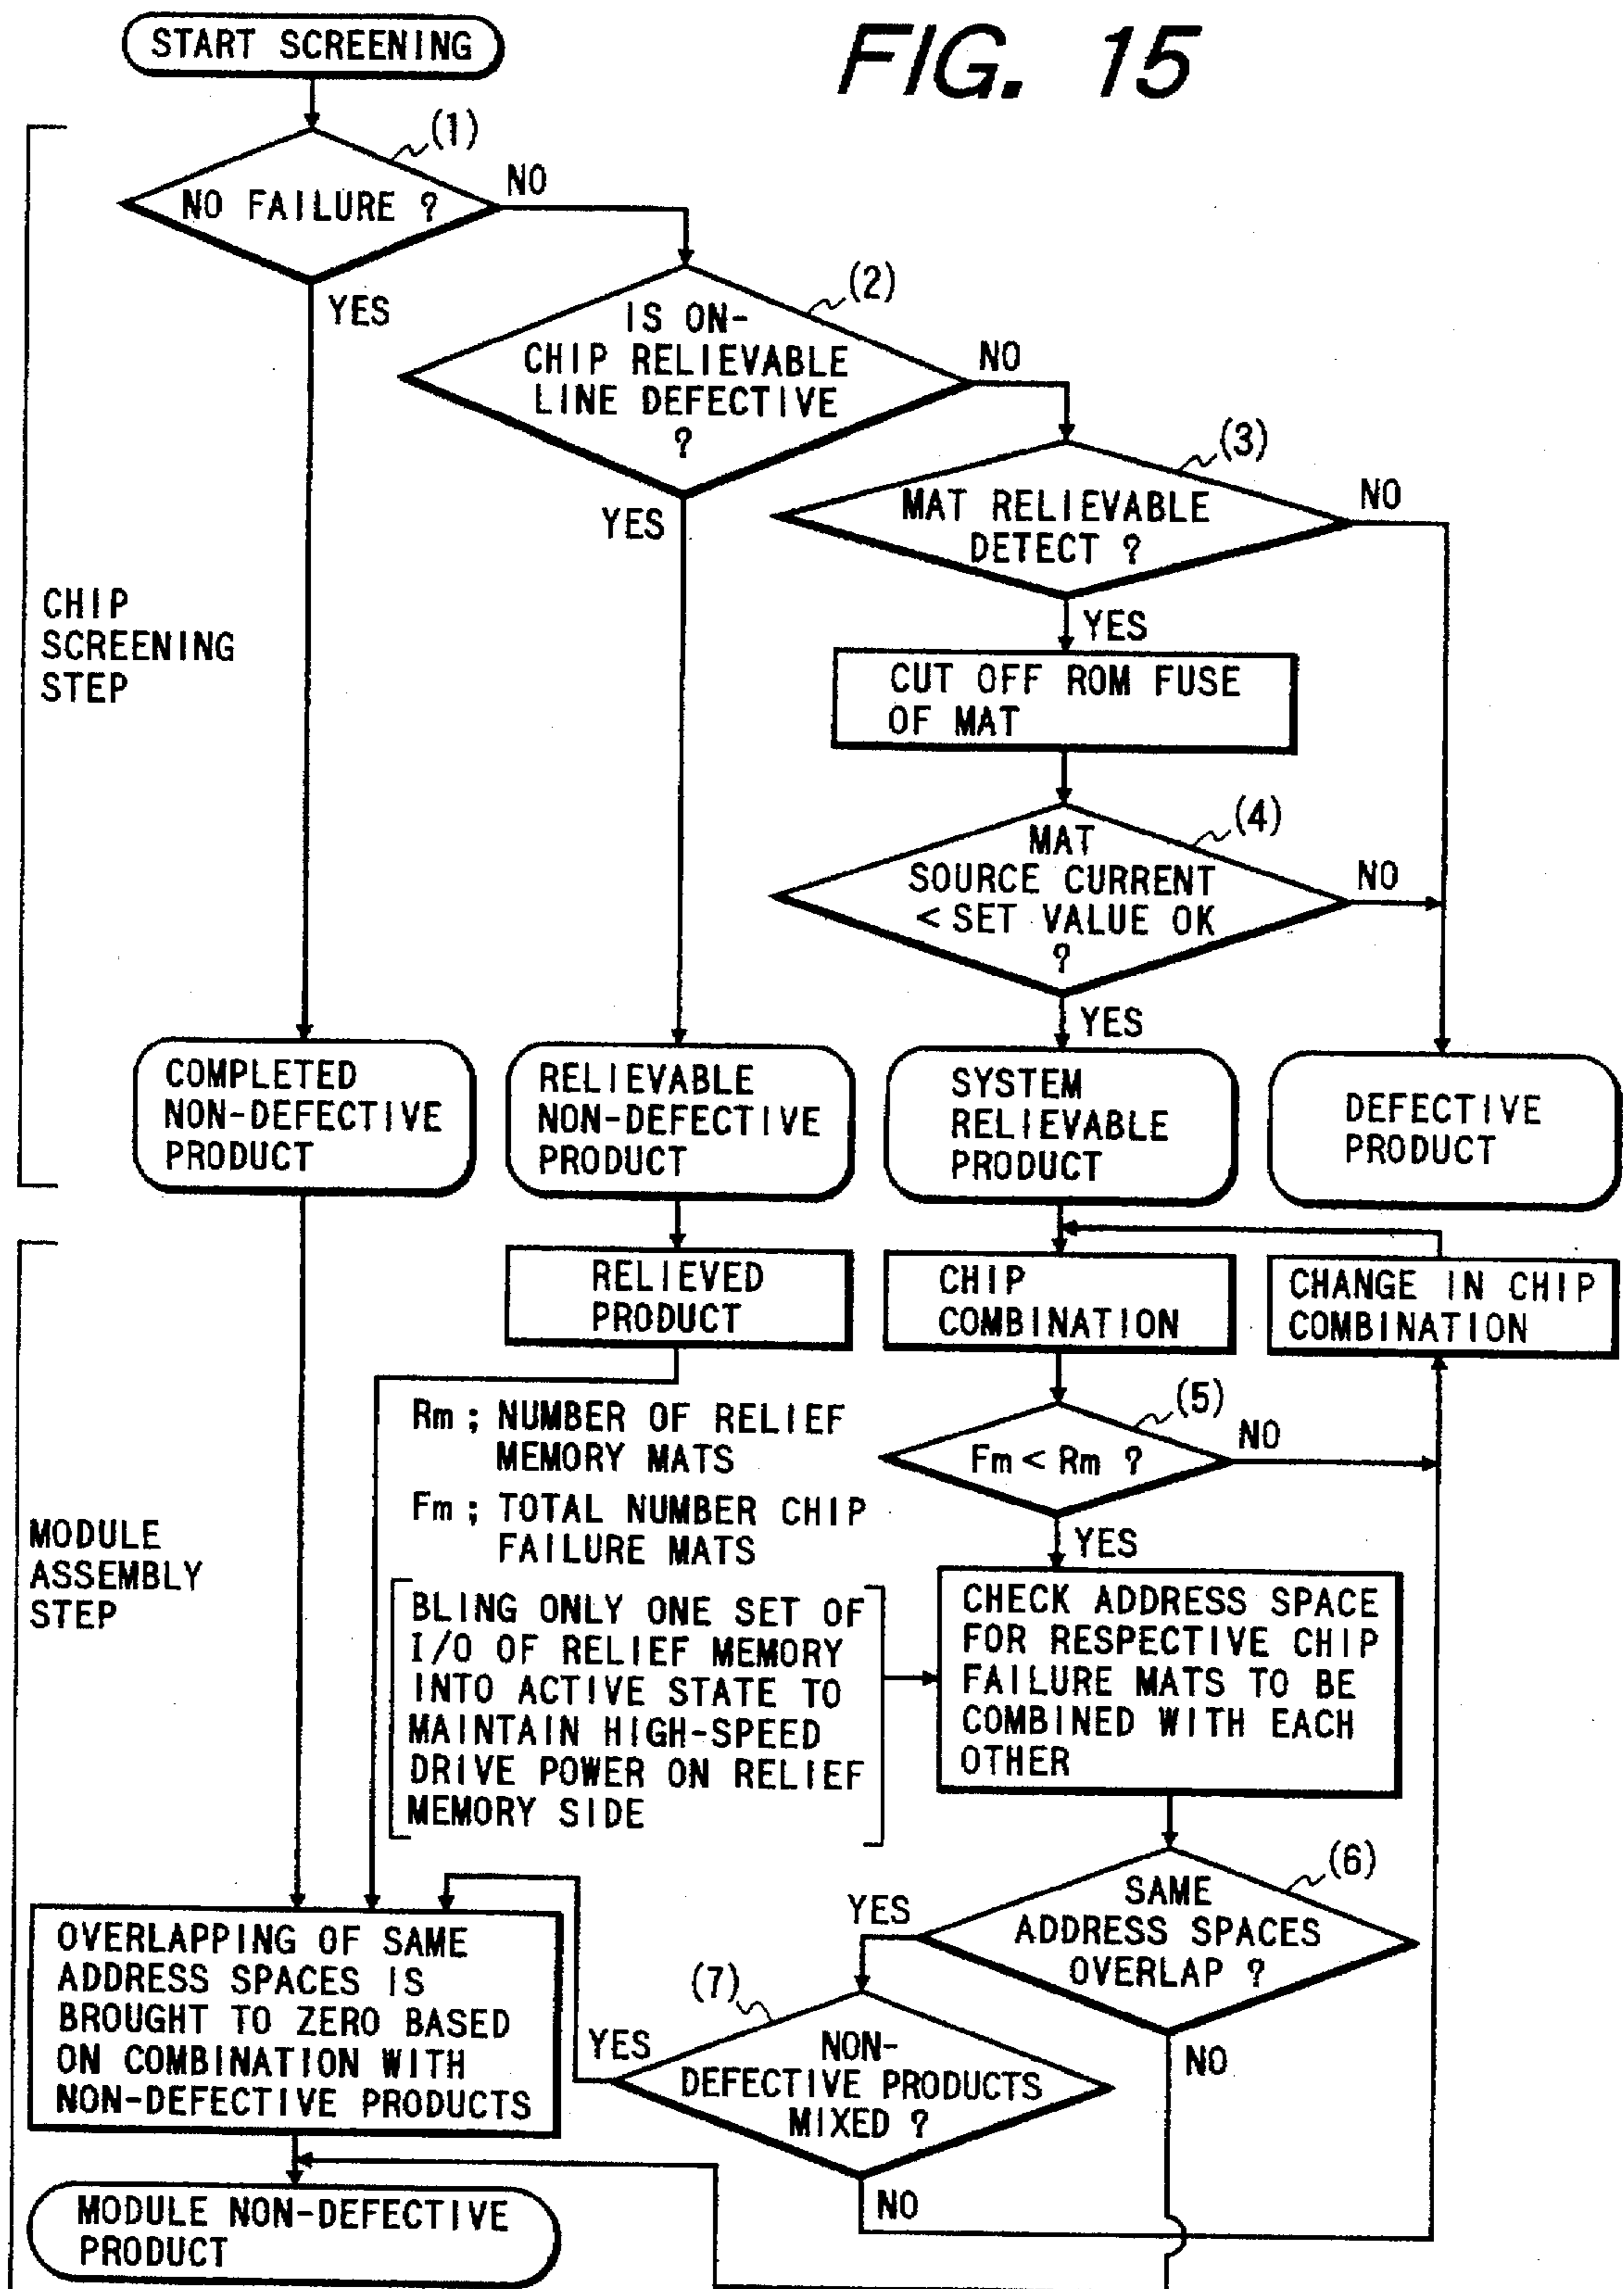 FIG. 15
START SCREENING
(1)
NO FAILURE ?
NO
YES
(2)
IS ON-
CHIP RELIEVABLE
LINE DEFECTIVE
?
NO
YES
(3)
MAT RELIEVABLE
DETECT ?
NO
YES
CHIP
SCREENING
STEP
CUT OFF ROM FUSE
OF MAT
(4)
MAT
SOURCE CURRENT
< SET VALUE OK
?
NO
YES
COMPLETED
NON-DEFECTIVE
PRODUCT
RELIEVABLE
NON-DEFECTIVE
PRODUCT
SYSTEM
RELIEVABLE
PRODUCT
DEFECTIVE
PRODUCT
RELIEVED
PRODUCT
CHIP
COMBINATION
CHANGE IN CHIP
COMBINATION
Rm ; NUMBER OF RELIEF
MEMORY MATS
Fm ; TOTAL NUMBER CHIP
FAILURE MATS
(5)
Fm < Rm ?
NO
YES
MODULE
ASSEMBLY
STEP
BLING ONLY ONE SET OF
I/O OF RELIEF MEMORY
INTO ACTIVE STATE TO
MAINTAIN HIGH-SPEED
DRIVE POWER ON RELIEF
MEMORY SIDE
CHECK ADDRESS SPACE
FOR RESPECTIVE CHIP
FAILURE MATS TO BE
COMBINED WITH EACH
OTHER
(6)
SAME
ADDRESS SPACES
OVERLAP ?
YES
NO
(7)
NON-
DEFECTIVE PRODUCTS
MIXED ?
YES
NO
OVERLAPPING OF SAME
ADDRESS SPACES IS
BROUGHT TO ZERO BASED
ON COMBINATION WITH
NON-DEFECTIVE PRODUCTS
MODULE NON-DEFECTIVE
PRODUCT